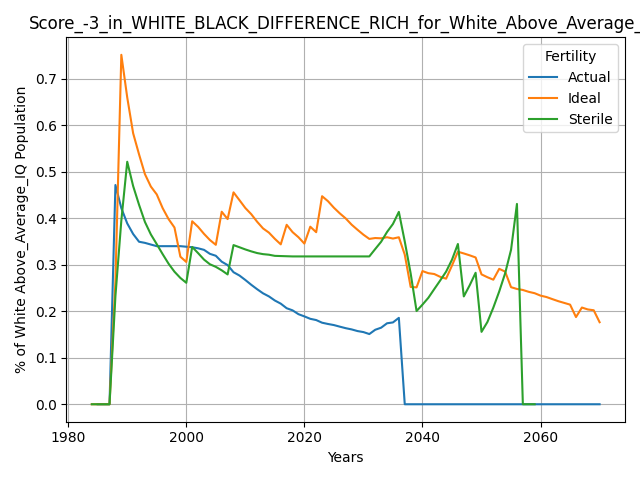 Score_-3_in_WHITE_BLACK_DIFFERENCE_RICH_for_White_Above_Average_
% of White Above_Average_IQ Population
0.7
0.6
0.5
0.4
0.3
0.2
0.1
0.0
Fertility
Actual
Ideal
Sterile
1980
2000
2020
2040
2060
Years